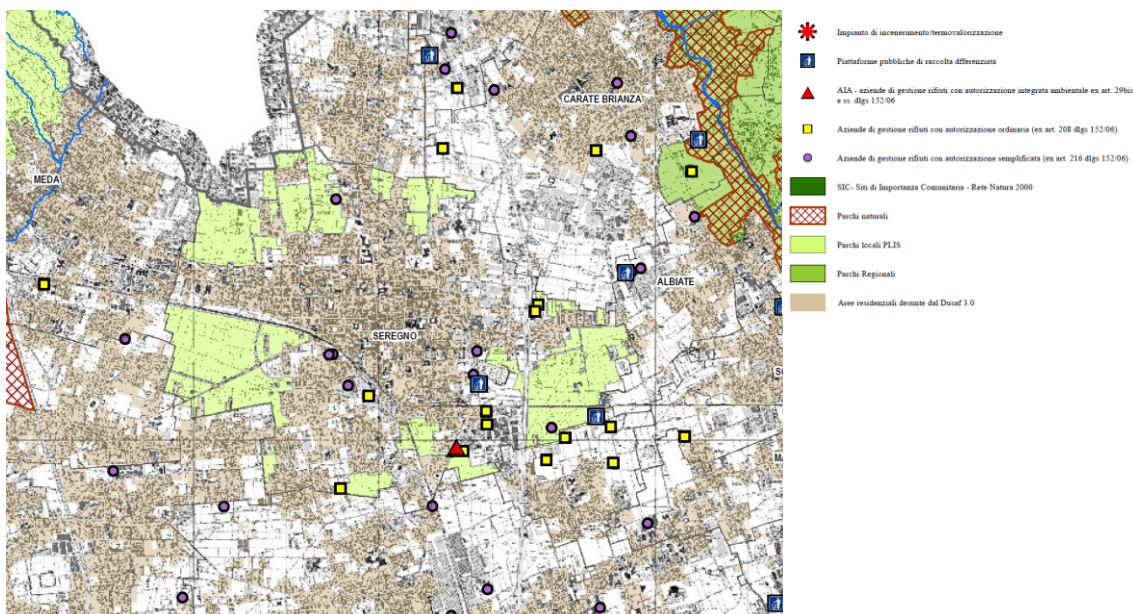 CARATE BRIANZA
MEDA
ALBIATE
SEREGNO
SO
MA
Impianto di incenerimento/termovalorizzazione
Piattaforme pubbliche di raccolta dfferenziata
AIA - aziende di gestione rifiuti con autorizzazione integrata ambientale ex art. 29bis
e ss. dlgs 152/06
Aziende di gestione rifiuti con autorizzazione ordinaria (ex art. 208 dlgs 152/06)
Aziende di gestione rifiuti con autorizzazione semplificata (ex art. 216 dlgs 152/06)
SIC- Siti di Importanza Comunitaria - Rete Natura 2000
Parchi naturali
Parchi locali PLIS
Parchi Regionali
Aree residenziali desunte dal Dusaf 3.0